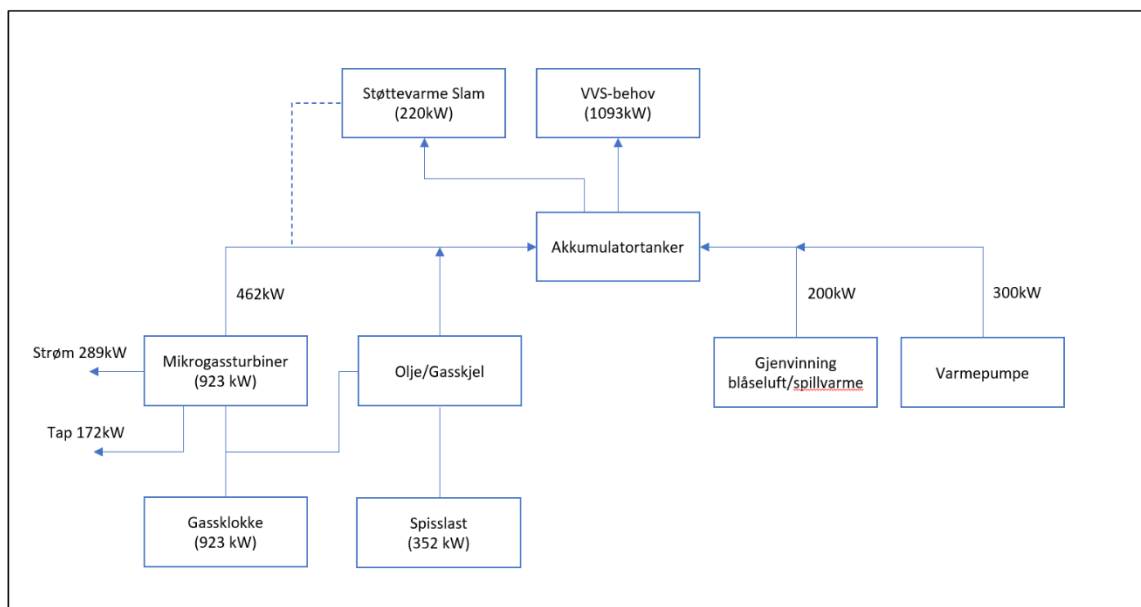 Støttevarme Slam
(220kW)
VVS-behov
(1093kW)
Akkumulatortanker
462kW
200kW
300kW
Strøm 289kW
Mikrogassturbiner
(923 kW)
Olje/Gasskjel
Gjenvinning
blåseluft/spillvarme
Varmepumpe
Tap 172kW
Gassklokke
(923 kW)
Spisslast
(352 kW)